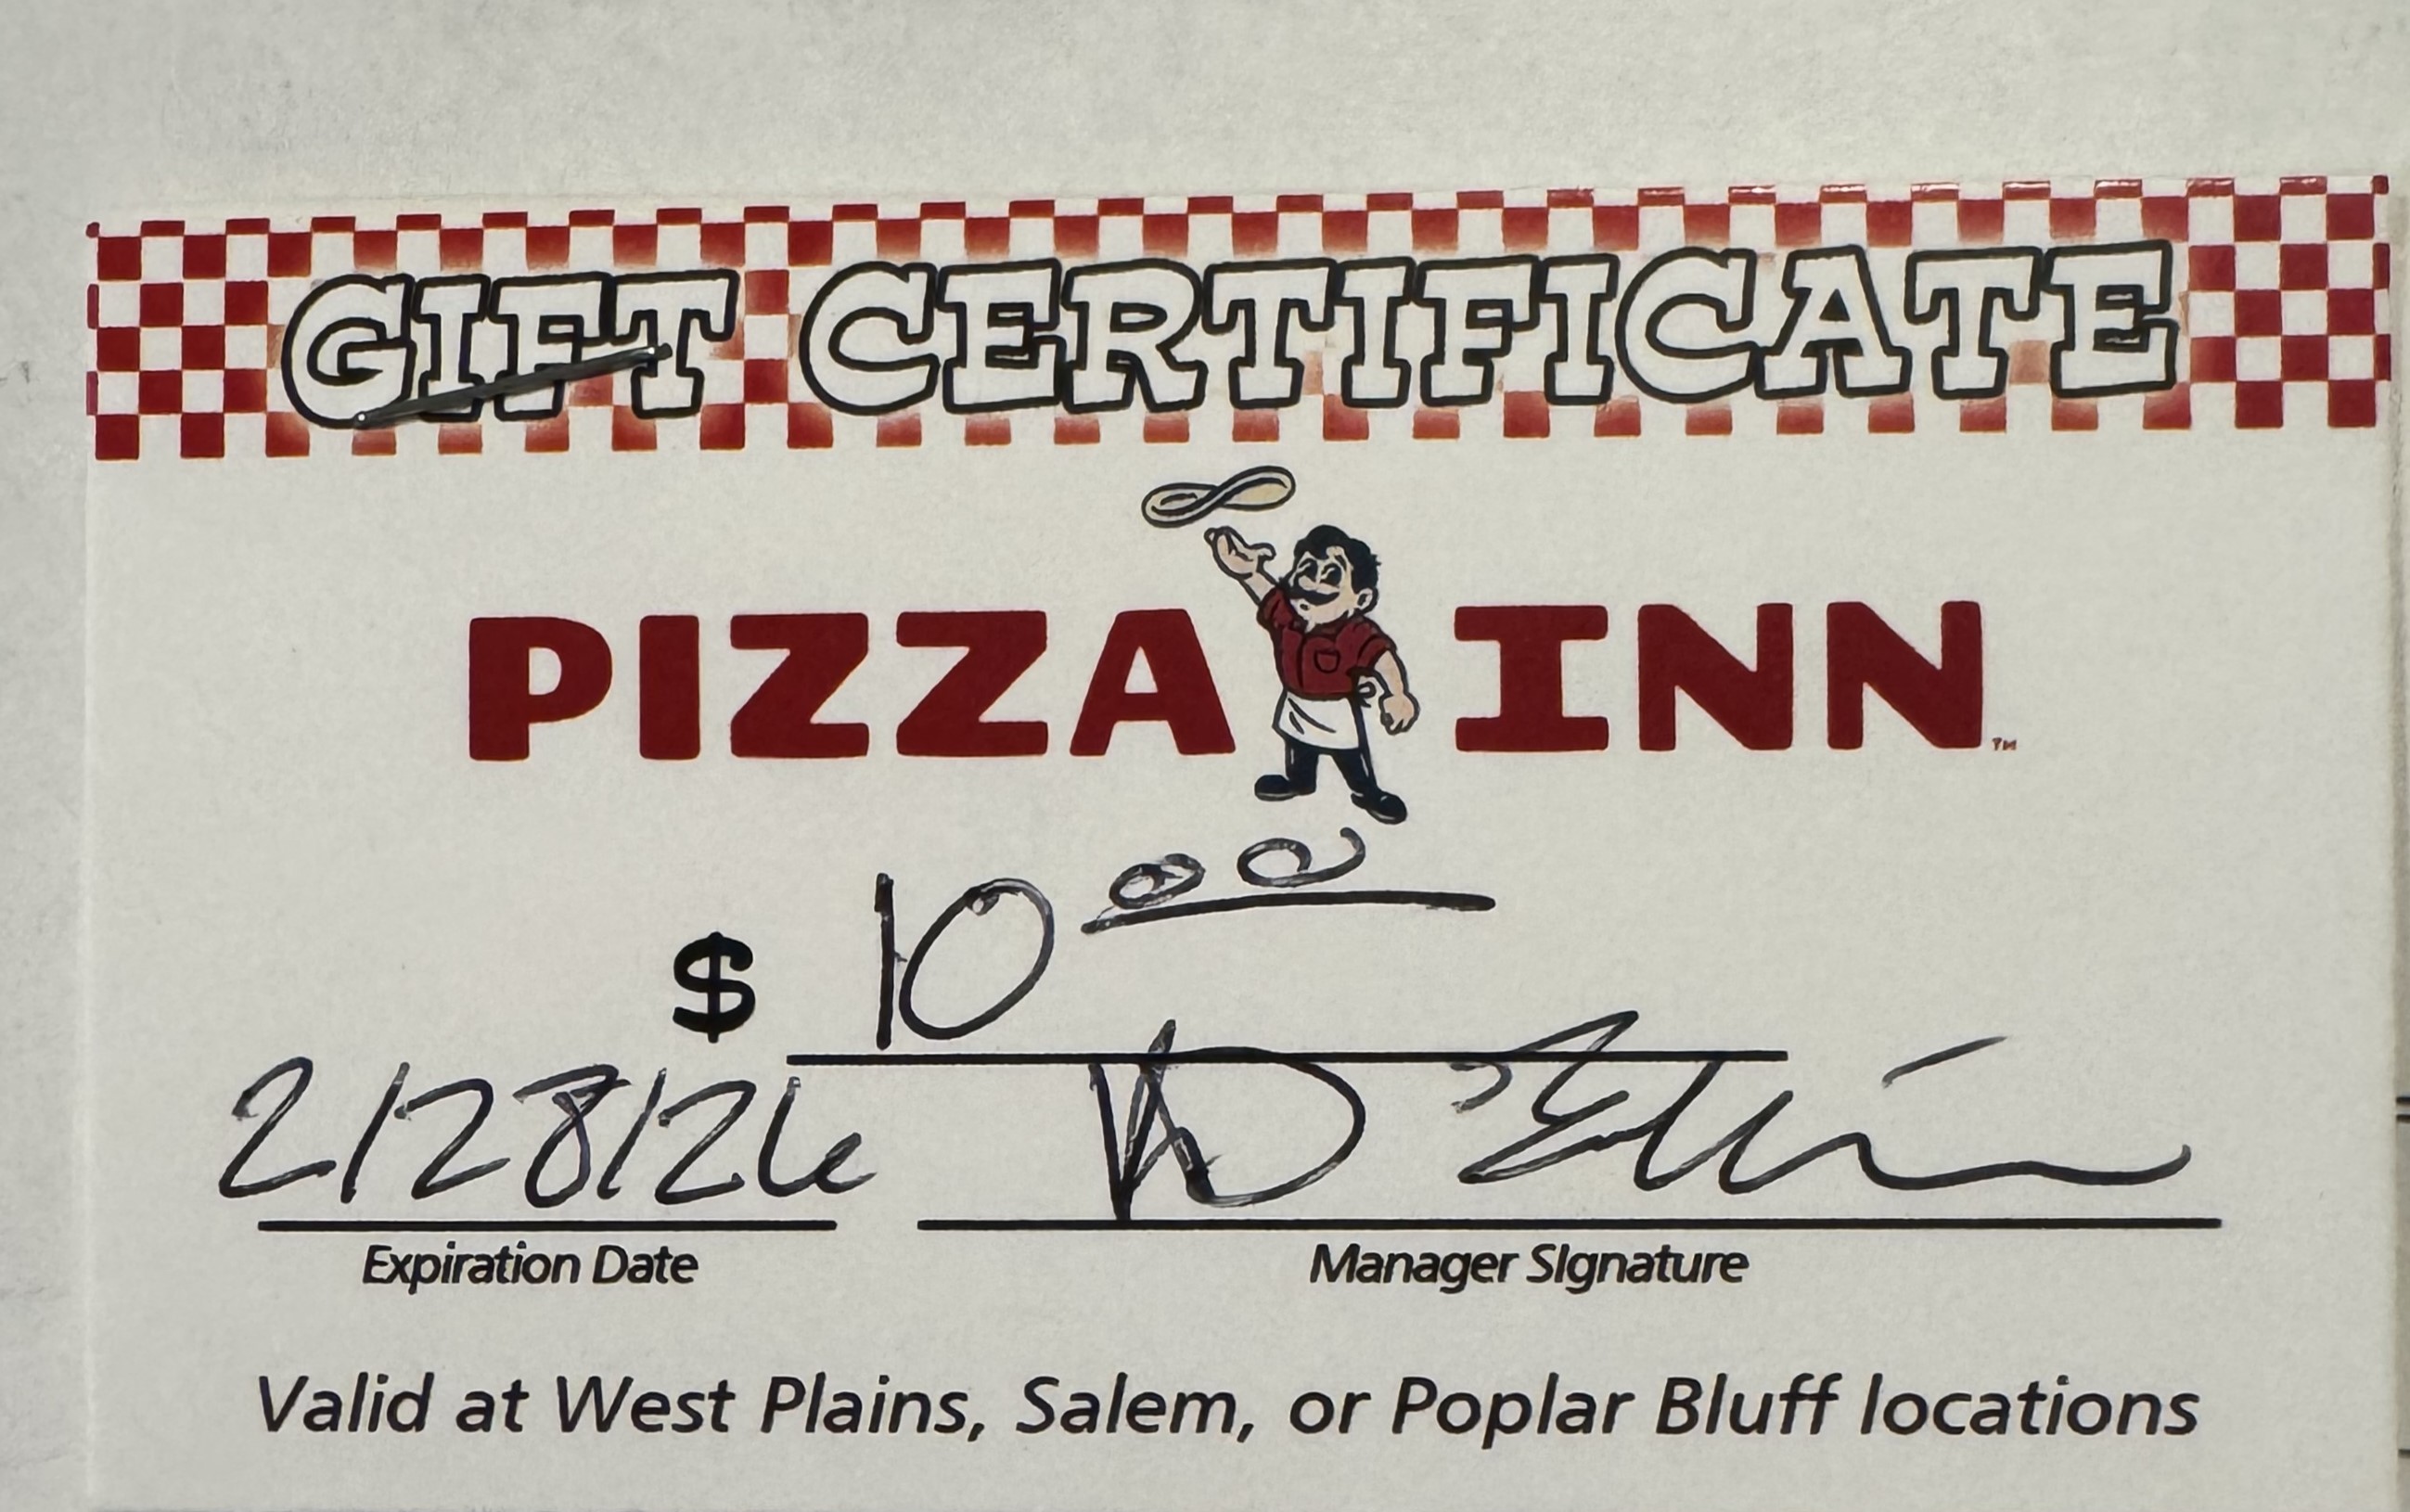 GIFT CERTIFICATE
PIZZA INN™
$ 10 00
2/28/26
Expiration Date
Manager SIgnature
Valid at West Plains, Salem, or Poplar Bluff locations